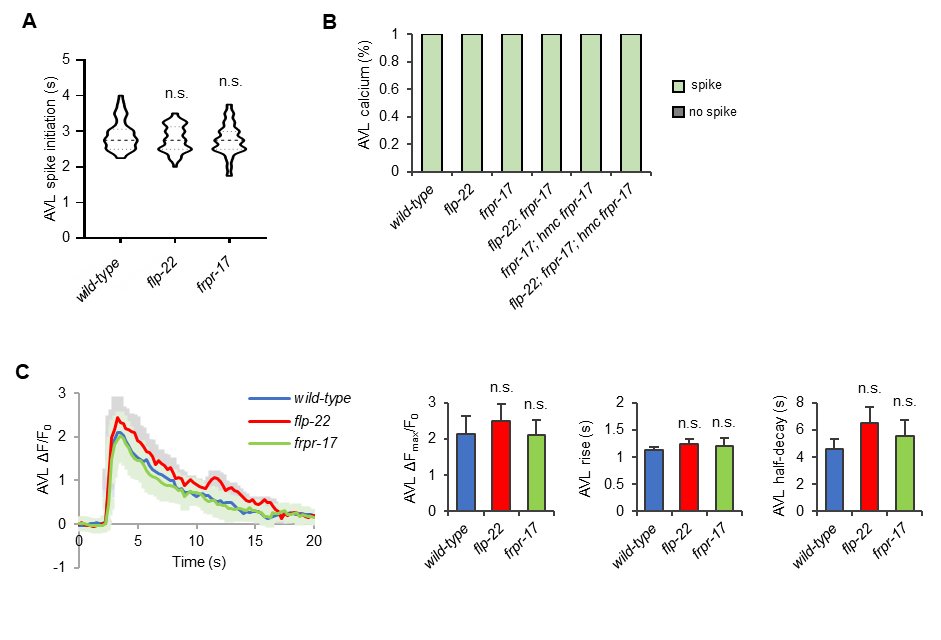 A
AVL spike initiation (s)
5
4
3
2
1
0
n.s.
n.s.
wild-type
flp-22
frpr-17
B
AVL calcium (%)
1
0.8
0.6
0.4
0.2
0
spike
no spike
wild-type
flp-22
frpr-17
flp-22; frpr-17
frpr-17; hmc frpr-17
flp-22; frpr-17; hmc frpr-17
C
AVL ΔF/F0
3
2
1
0
-1
0
5
10
15
20
Time (s)
wild-type
flp-22
frpr-17
AVL ΔFmax/F0
3
2
1
0
n.s.
n.s.
wild-type
flp-22
frpr-17
AVL rise (s)
2
1.5
1
0.5
0
n.s.
n.s.
wild-type
flp-22
frpr-17
AVL half-decay (s)
8
6
4
2
0
n.s.
n.s.
wild-type
flp-22
frpr-17